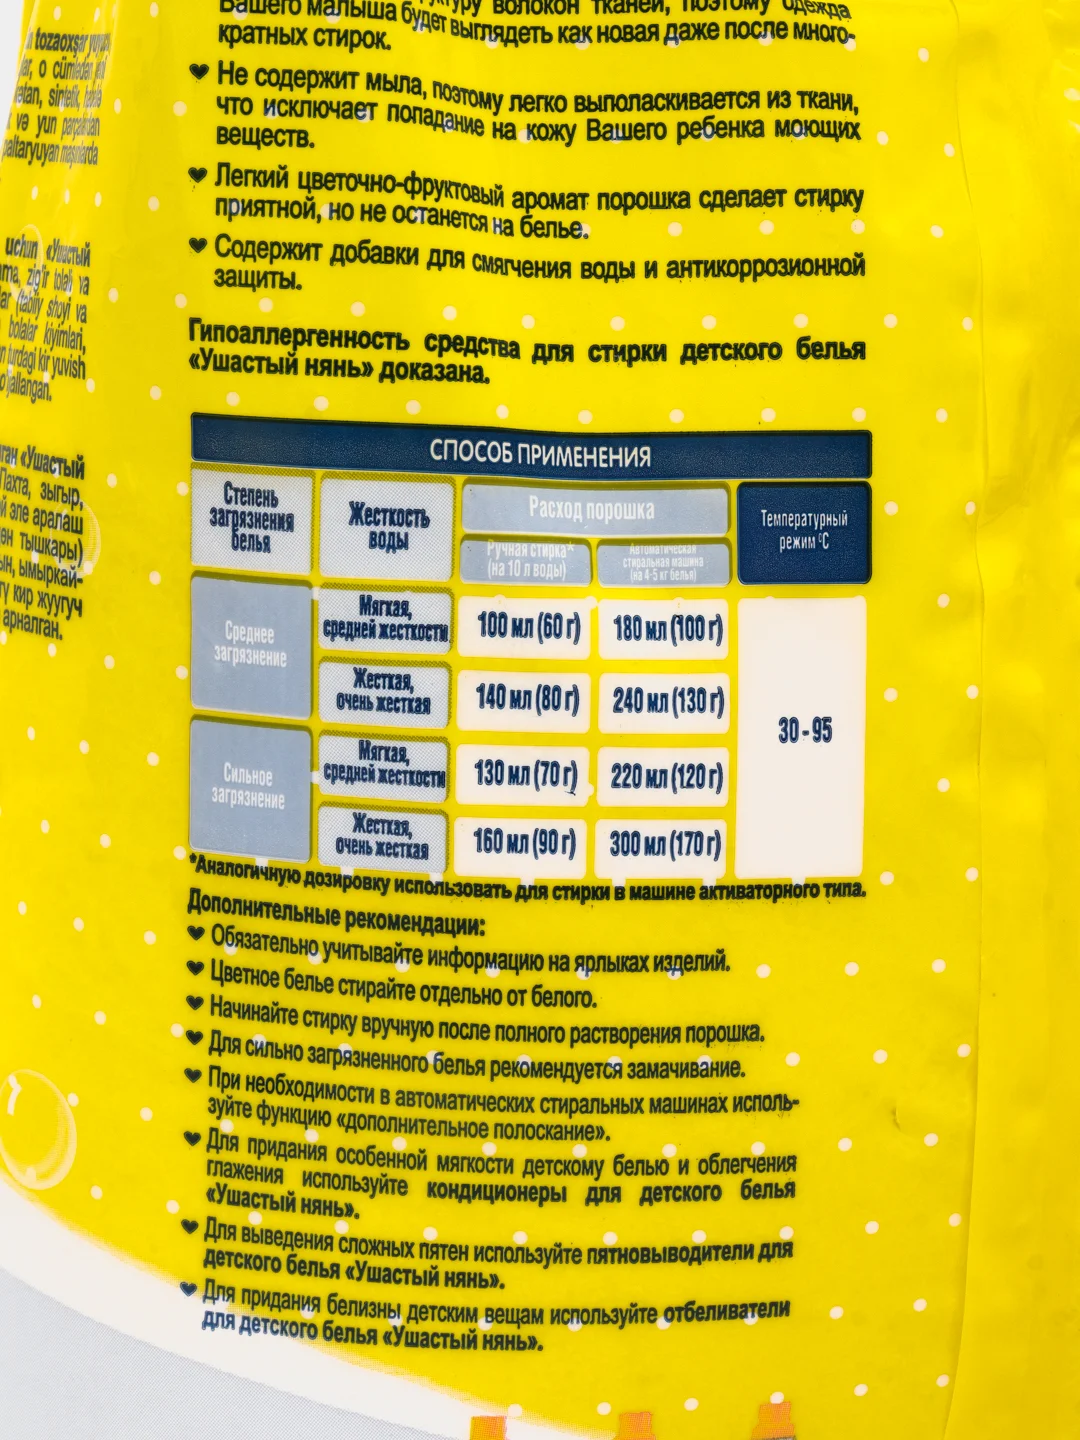 Вашего малыша будет выглядеть как новая даже после много-
кратных стирок.
Не содержит мыла, поэтому легко выполаскивается из ткани,
что исключает попадание на кожу Вашего ребенка моющих
веществ.
Легкий цветочно-фруктовый аромат порошка сделает стирку
приятной, но не останется на белье.
Содержит добавки для смягчения воды и антикоррозионной
защиты.
Гипоаллергенность средства для стирки детского белья
«Ушастый нянь» доказана.
СПОСОБ ПРИМЕНЕНИЯ
Степень
загрязнения
белья
Жесткость
воды
Расход порошка
Ручная стирка*
(на 10 л воды)
Автоматическая
стиральная машина
(на 4-5 кг белья)
Температурный
режим °С
Среднее
загрязнение
Мягкая,
средней жесткости
100 мл (60 г)
180 мл (100 г)
Жесткая,
очень жесткая
140 мл (80 г)
240 мл (130 г)
30 - 95
Сильное
загрязнение
Мягкая,
средней жесткости
130 мл (70 г)
220 мл (120 г)
Жесткая,
очень жесткая
160 мл (90 г)
300 мл (170 г)
*Аналогичную дозировку использовать для стирки в машине активаторного типа.
Дополнительные рекомендации:
Обязательно учитывайте информацию на ярлыках изделий.
Цветное белье стирайте отдельно от белого.
Начинайте стирку вручную после полного растворения порошка.
Для сильно загрязненного белья рекомендуется замачивание.
При необходимости в автоматических стиральных машинах исполь-
зуйте функцию «дополнительное полоскание».
Для придания особенной мягкости детскому белью и облегчения
глажения используйте кондиционеры для детского белья
«Ушастый нянь».
Для выведения сложных пятен используйте пятновыводители для
детского белья «Ушастый нянь».
Для придания белизны детским вещам используйте отбеливатели
для детского белья «Ушастый нянь».